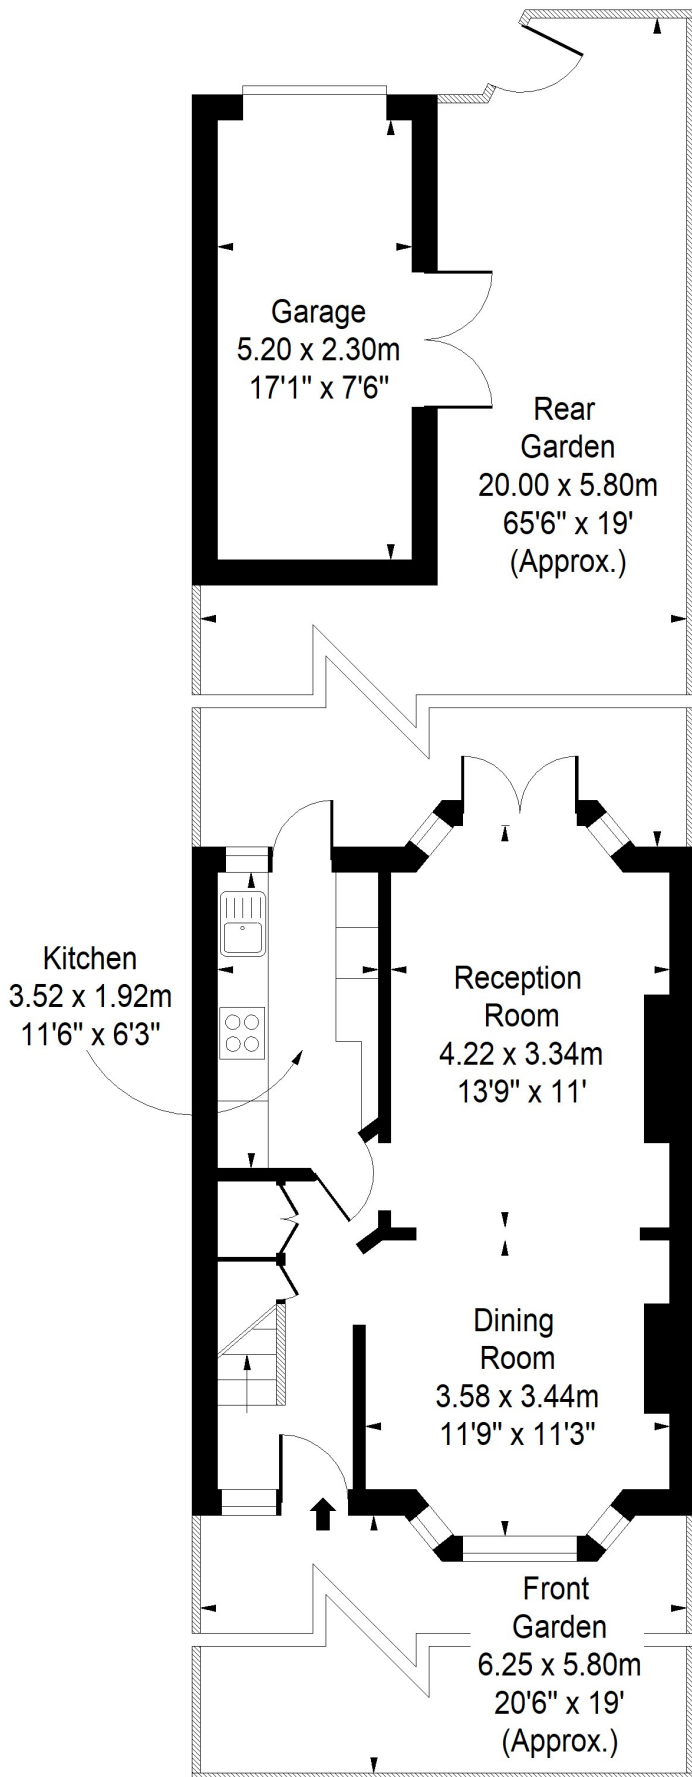 Garage
5.20 x 2.30m
17'1" x 7'6"
Rear
Garden
20.00 x 5.80m
65'6" x 19'
(Approx.)
Kitchen
3.52 x 1.92m
11'6" x 6'3"
Reception
Room
4.22 x 3.34m
13'9" x 11'
Dining
Room
3.58 x 3.44m
11'9" x 11'3"
Front
Garden
6.25 x 5.80m
20'6" x 19'
(Approx.)